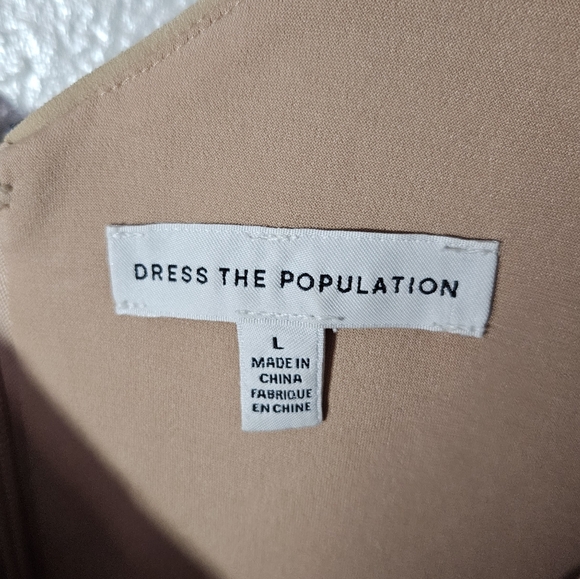 DRESS THE POPULATION
L
MADE IN
CHINA
FABRIQUE
EN CHINE